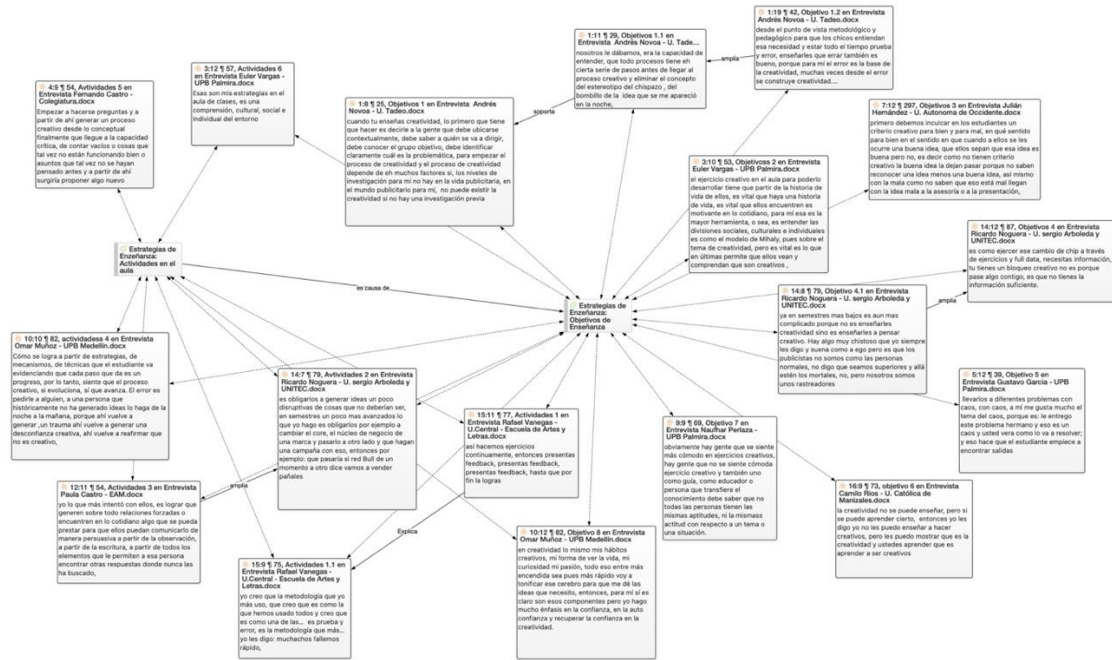 4:9 ¶ 54, Actividades 5 en
Entrevista Fernando Castro -
Colegiatura.docx
Empezar a hacerse preguntas y a
partir de ahí generar un proceso
creativo desde lo conceptual
finalmente que llegue a la capacidad
crítica, de contar vacíos o cosas que
tal vez no están funcionando bien o
asuntos que tal vez no se hayan
pensado antes y a partir de ahí
surgiría proponer algo nuevo
3:12 ¶ 57, Actividades 6
en Entrevista Euler Vargas -
UPB Palmira.docx
Esas son mis estrategias en el
aula de clases, es una
comprensión, cultural, social e
individual del entorno
1:8 ¶ 25, Objetivos 1 en Entrevista Andrés
Novoa - U. Tadeo.docx
cuando tu enseñas creatividad, lo primero que tiene
que hacer es decirle a la gente que debe ubicarse
contextualmente, debe saber a quién se va a dirigir,
debe conocer el grupo objetivo, debe identificar
claramente cuál es la problemática, para empezar el
proceso de creatividad y el proceso de creatividad
depende de eh muchos factores si, los niveles de
investigación para mí no hay en la vida publicitaria, en
el mundo publicitario para mí, no puede existir la
creatividad si no hay una investigación previa
soporta
1:11 ¶ 29, Objetivos 1.1 en
Entrevista Andrés Novoa - U. Tade...
nosotros le dábamos, era la capacidad de
entender, que todo procesos tiene eh
cierta serie de pasos antes de llegar al
proceso creativo y eliminar el concepto
del estereotipo del chispazo , del
bombillo de la idea que se me apareció
en la noche,
amplia
1:19 ¶ 42, Objetivo 1.2 en Entrevista
Andrés Novoa - U. Tadeo.docx
desde el punto de vista metodológico y
pedagógico para que los chicos entiendan
esa necesidad y estar todo el tiempo prueba
y error, enseñarles que errar también es
bueno, porque para mí el error es la base de
la creatividad, muchas veces desde el error
se construye creatividad....
7:12 ¶ 297, Objetivos 3 en Entrevista Julián
Hernández - U. Autonoma de Occidente.docx
primero debemos inculcar en los estudiantes un
criterio creativo para bien y para mal, en qué sentido
para bien en el sentido en que cuando a ellos se les
ocurre una buena idea, que ellos sepan que esa idea es
buena pero no, es decir como no tienen criterio
creativo la buena idea la dejan pasar porque no saben
reconocer una idea menos una buena idea, así mismo
con la mala como no saben que eso está mal llegan
con la idea mala a la asesoría o a la presentación,
3:10 ¶ 53, Objetivoss 2 en Entrevista
Euler Vargas - UPB Palmira.docx
el ejercicio creativo en el aula para poderlo
desarrollar tiene que partir de la historia de
vida de ellos, es vital que haya una historia
de vida, es vital que ellos encuentren es
motivante en lo cotidiano, para mí esa es la
mayor herramienta, o sea, es entender las
divisiones sociales, culturales e individuales
es como el modelo de Mihaly, pues sobre el
tema de creatividad, pero es vital es lo que
en últimas permite que ellos vean y
comprendan que son creativos ,
14:12 ¶ 87, Objetivos 4 en Entrevista
Ricardo Noguera - U. sergio Arboleda y
UNITEC.docx
es como ejercer ese cambio de chip a través
de ejercicios y full data, necesitas información,
tu tienes un bloqueo creativo no es porque
pase algo contigo, es que no tienes la
información suficiente.
Estrategias de
Enzeñanza:
Actividades en el
aula
es causa de
Estrategias de
Enzeñanza:
Objetivos de
Enseñanza
14:8 ¶ 79, Objetivo 4.1 en Entrevista
Ricardo Noguera - U. sergio Arboleda y
UNITEC.docx
ya en semestres mas bajos es aun mas
complicado porque no es enseñarles
creatividad sino es enseñarles a pensar
creativo. Hay algo muy chistoso que yo siempre
les digo y suena como a ego pero es que los
publicistas no somos como las personas
normales, no digo que seamos superiores y allá
estén los mortales, no, pero nosotros somos
unos rastreadores
amplia
10:10 ¶ 82, actividadess 4 en Entrevista
Omar Muñoz - UPB Medellín.docx
Cómo se logra a partir de estrategias, de
mecanismos, de técnicas que el estudiante va
evidenciando que cada paso que da es un
progreso, por lo tanto, siente que el proceso
creativo, si evoluciona, sí que avanza. El error es
pedirle a alguien, a una persona que
históricamente no ha generado ideas lo haga de
la noche a la mañana, porque ahí vuelve a
generar ,un trauma ahí vuelve a generar una
desconfianza creativa, ahí vuelve a reafirmar que
no es creativo,
14:7 ¶ 79, Actividades 2 en Entrevista
Ricardo Noguera - U. sergio Arboleda y
UNITEC.docx
es obligarlos a generar ideas un poco
disruptivas de cosas que no deberían ser,
en semestres un poco mas avanzados lo que
yo hago es obligarlos por ejemplo a
cambiar el core, el núcleo de negocio
de una marca y pasarlo a otro lado y que hagan
una campaña con eso, entonces por
ejemplo: que pasaría si red Bull de un
momento a otro dice vamos a vender
pañales
15:11 ¶ 77, Actividades 1 en
Entrevista Rafael Vanegas -
U.Central - Escuela de Artes y
Letras.docx
así hacemos ejercicios
continuamente, entonces presentas
feedback, presentas feedback,
presentas feedback, hasta que por
fin la logras
5:12 ¶ 39, Objetivo 5 en
Entrevista Gustavo Garcia - UPB
Palmira.docx
llevarlos a diferentes problemas con
caos, con caos, a mí me gusta mucho el
tema del caos, porque es: le entrego
este problema hermano y eso es un
caos y usted verá como lo va a resolver;
y eso hace que el estudiante empiece a
encontrar salidas
9:9 ¶ 69, Objetivo 7 en
Entrevista Naufhar Perlaza -
UPB Palmira.docx
obviamente hay gente que se siente
más cómodo en ejercicios creativos,
hay gente que no se siente cómoda
ejercicio creativo y también uno
como guía, como educador o
persona que transfiere el
conocimiento debe saber que no
todas las personas tienen las
mismas aptitudes, ni la mismass
actitud con respecto a un tema o
una situación.
12:11 ¶ 54, Actividades 3 en Entrevista
Paula Castro - EAM.docx
yo lo que más intentó con ellos, es lograr que
generen sobre todo relaciones forzadas o
encuentren en lo cotidiano algo que se pueda
prestar para que ellos puedan comunicarlo de
manera persuasiva a partir de la observación,
a partir de la escritura, a partir de todos los
elementos que le permiten a esa persona
encontrar otras respuestas donde nunca las
ha buscado,
amplia
Explica
16:9 ¶ 73, objetivo 6 en Entrevista
Camilo Rios - U. Católica de
Manizales.docx
la creatividad no se puede enseñar, pero si
se puede aprender cierto, entonces yo les
digo yo no les puedo enseñar a hacer
creativos, pero les puedo mostrar que es la
creatividad y ustedes aprender que es
aprender a ser creativos
15:9 ¶ 75, Actividades 1.1 en
Entrevista Rafael Vanegas -
U.Central - Escuela de Artes y
Letras.docx
yo creo que la metodología que yo
más uso, que creo que es como la
que hemos usado todos y creo que
es como una de las... es prueba y
error, es la metodología que más...
yo les digo: muchachos fallemos
rápido,
10:12 ¶ 82, Objetivo 8 en Entrevista
Omar Muñoz - UPB Medellín.docx
en creatividad lo mismo mis hábitos
creativos, mi forma de ver la vida, mi
curiosidad mi pasión, todo eso entre más
encendida sea pues más rápido voy a
tonificar ese cerebro para que me dé las
ideas que necesito, entonces, para mí sí es
claro son esos componentes pero yo hago
mucho énfasis en la confianza, en la auto
confianza y recuperar la confianza en la
creatividad.